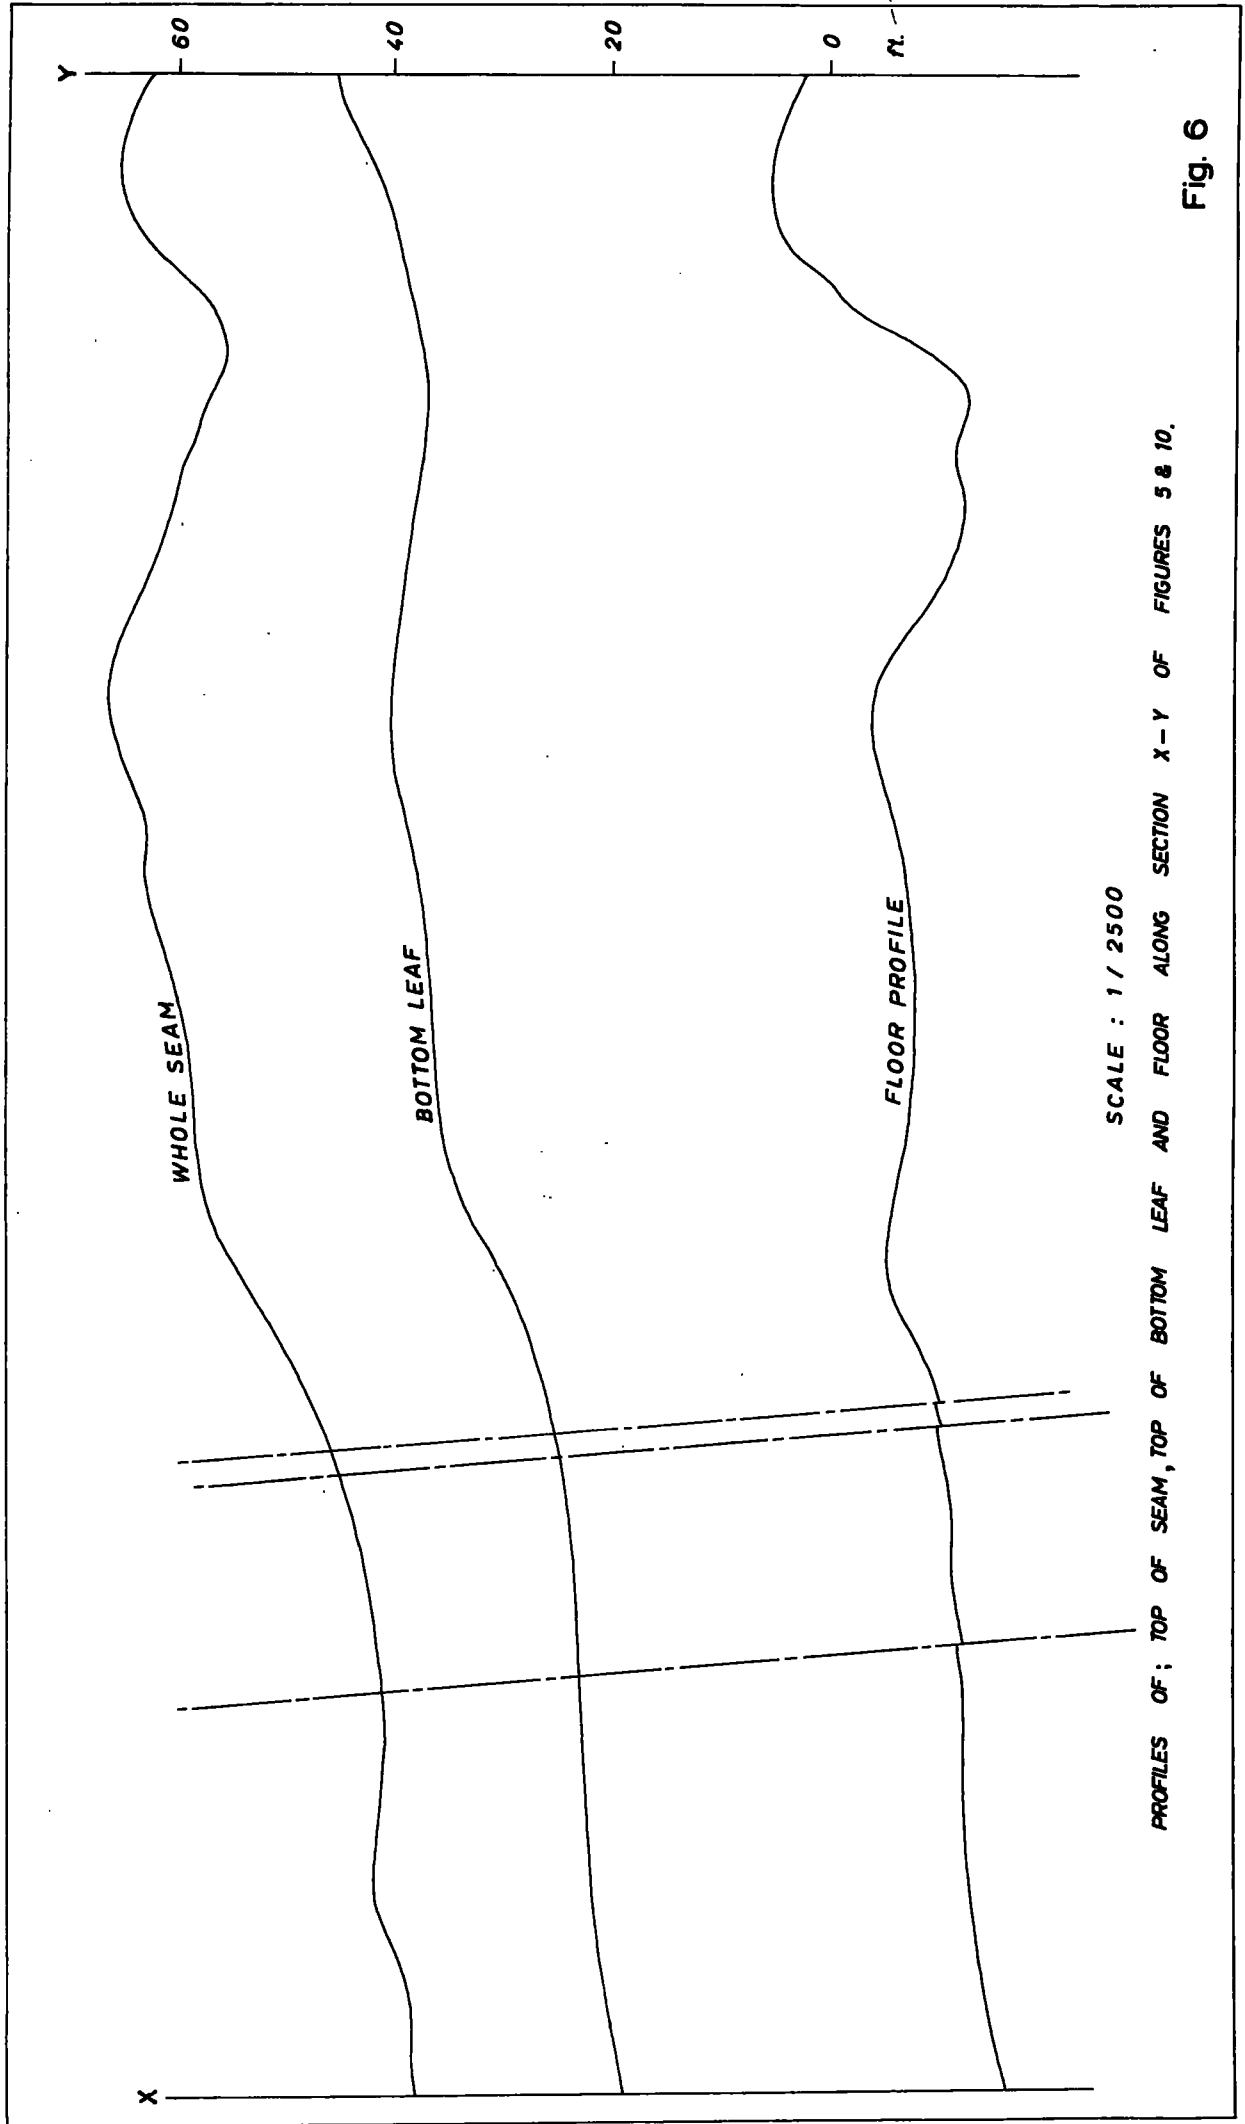 Y
60
40
20
0
ft.
X
WHOLE SEAM
BOTTOM LEAF
FLOOR PROFILE
SCALE : 1 / 2500
PROFILES OF; TOP OF SEAM, TOP OF BOTTOM LEAF AND FLOOR ALONG SECTION X-Y OF FIGURES 5 & 10.
Fig. 6